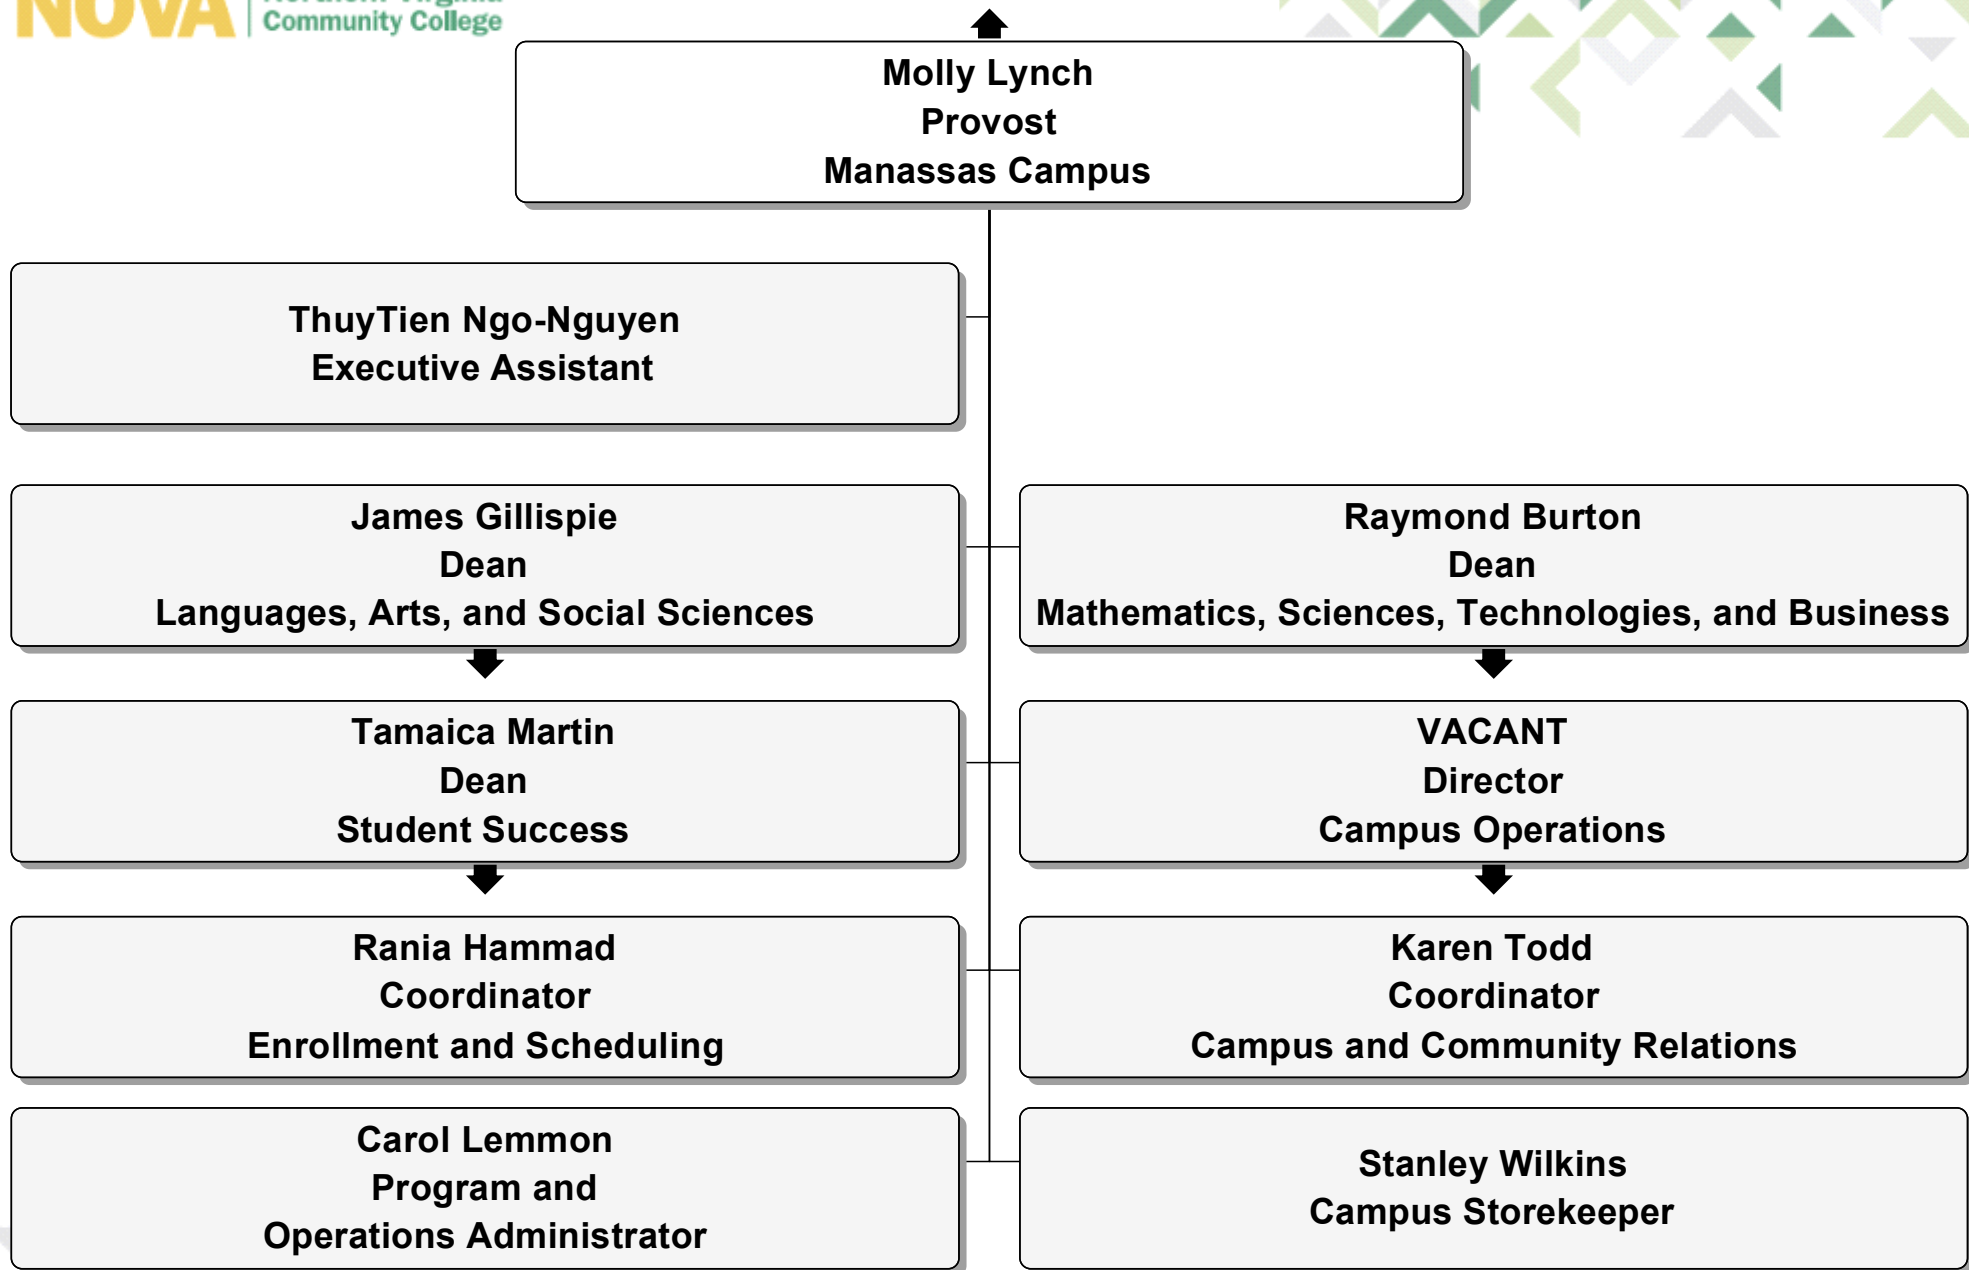 NOVA
Northern Virginia
Community College
Molly Lynch
Provost
Manassas Campus
ThuyTien Ngo-Nguyen
Executive Assistant
James Gillispie
Dean
Languages, Arts, and Social Sciences
Raymond Burton
Dean
Mathematics, Sciences, Technologies, and Business
Tamaica Martin
Dean
Student Success
VACANT
Director
Campus Operations
Rania Hammad
Coordinator
Enrollment and Scheduling
Karen Todd
Coordinator
Campus and Community Relations
Carol Lemmon
Program and
Operations Administrator
Stanley Wilkins
Campus Storekeeper